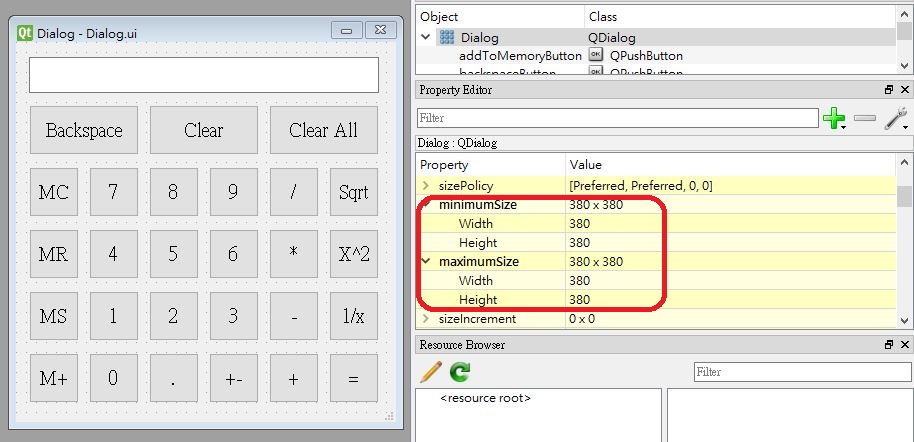 Qt Dialog - Dialog.ui
Backspace Clear Clear All
MC 7 8 9 / Sqrt
MR 4 5 6 * X^2
MS 1 2 3 - 1/x
M+ 0 . +- + =
Object Class
Dialog QDialog
addToMemoryButton OK QPushButton
backspaceButton OK QPushButton
Property Editor
Filter
Dialog : QDialog
Property Value
sizePolicy [Preferred, Preferred, 0, 0]
minimumSize 380 x 380
Width 380
Height 380
maximumSize 380 x 380
Width 380
Height 380
sizeIncrement 0 x 0
Resource Browser
Filter
<resource root>